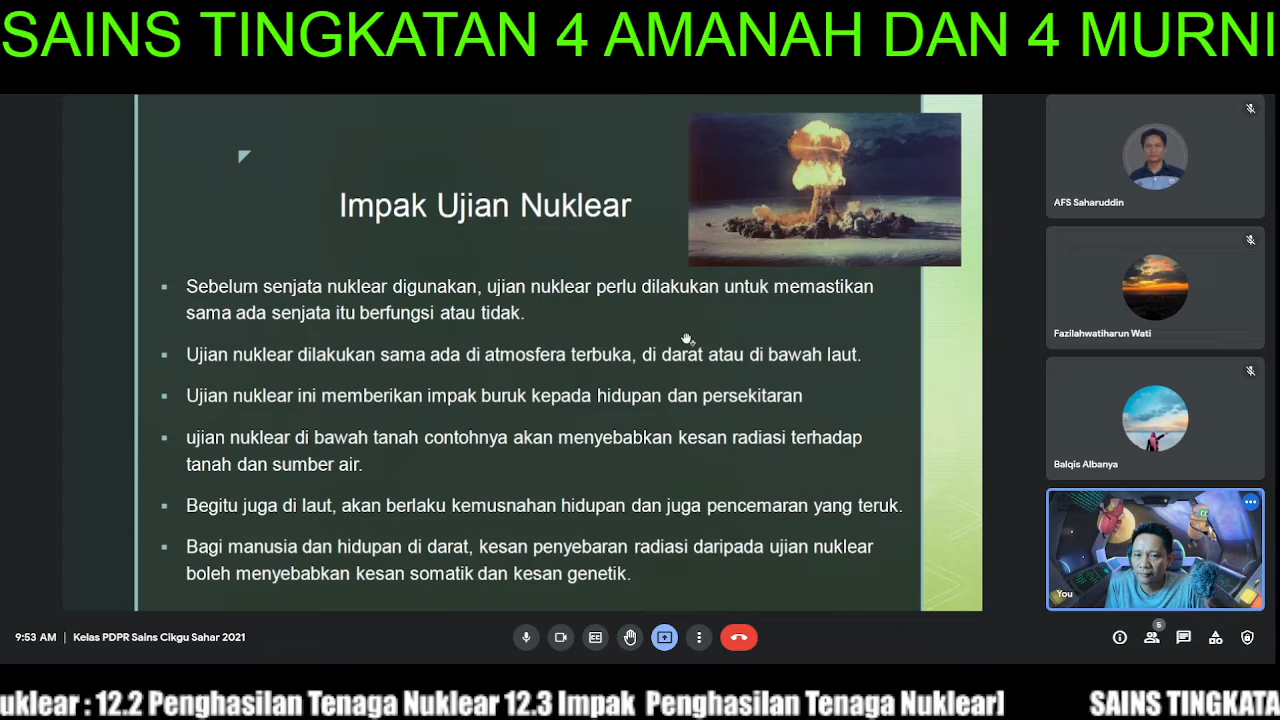 SAINS TINGKATAN 4 AMANAH DAN 4 MURNI
Impak Ujian Nuklear
▪ Sebelum senjata nuklear digunakan, ujian nuklear perlu dilakukan untuk memastikan
sama ada senjata itu berfungsi atau tidak.
▪ Ujian nuklear dilakukan sama ada di atmosfera terbuka, di darat atau di bawah laut.
▪ Ujian nuklear ini memberikan impak buruk kepada hidupan dan persekitaran
▪ ujian nuklear di bawah tanah contohnya akan menyebabkan kesan radiasi terhadap
tanah dan sumber air.
▪ Begitu juga di laut, akan berlaku kemusnahan hidupan dan juga pencemaran yang teruk.
▪ Bagi manusia dan hidupan di darat, kesan penyebaran radiasi daripada ujian nuklear
boleh menyebabkan kesan somatik dan kesan genetik.
AFS Saharuddin
Fazilahwatiharun Wati
Balqis Albanya
You
9:53 AM | Kelas PDPR Sains Cikgu Sahar 2021
5
uklear : 12.2 Penghasilan Tenaga Nuklear 12.3 Impak Penghasilan Tenaga Nuklear] SAINS TINGKATA